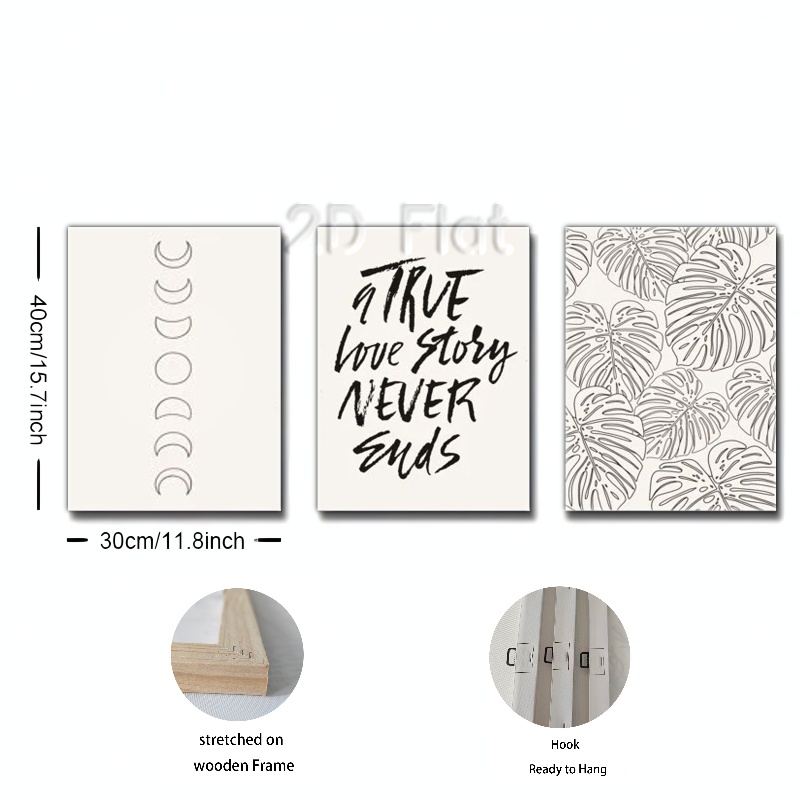 2D Flat
40cm/15.7inch
a TRUE
love story
NEVER
Ends
30cm/11.8inch
stretched on
wooden Frame
Hook
Ready to Hang